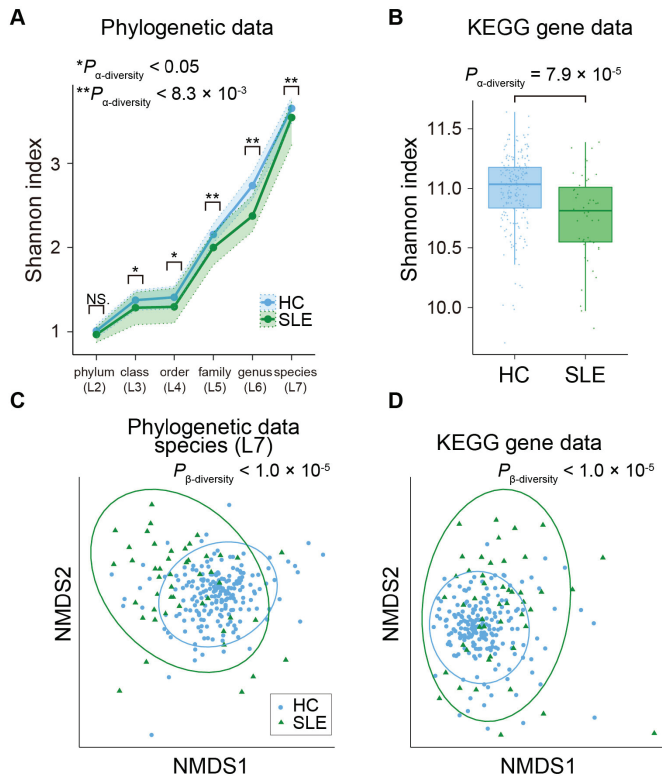 A
Phylogenetic data
*Pα-diversity < 0.05
**Pα-diversity < 8.3 × 10-3
Shannon index
3
2
1
NS.
*
*
**
**
**
HC
SLE
phylum class order family genus species
(L2) (L3) (L4) (L5) (L6) (L7)
B
KEGG gene data
Pα-diversity = 7.9 × 10-5
Shannon index
11.5
11.0
10.5
10.0
HC SLE
C
Phylogenetic data
species (L7)
Pβ-diversity < 1.0 × 10-5
NMDS2
HC
SLE
NMDS1
D
KEGG gene data
Pβ-diversity < 1.0 × 10-5
NMDS2
NMDS1